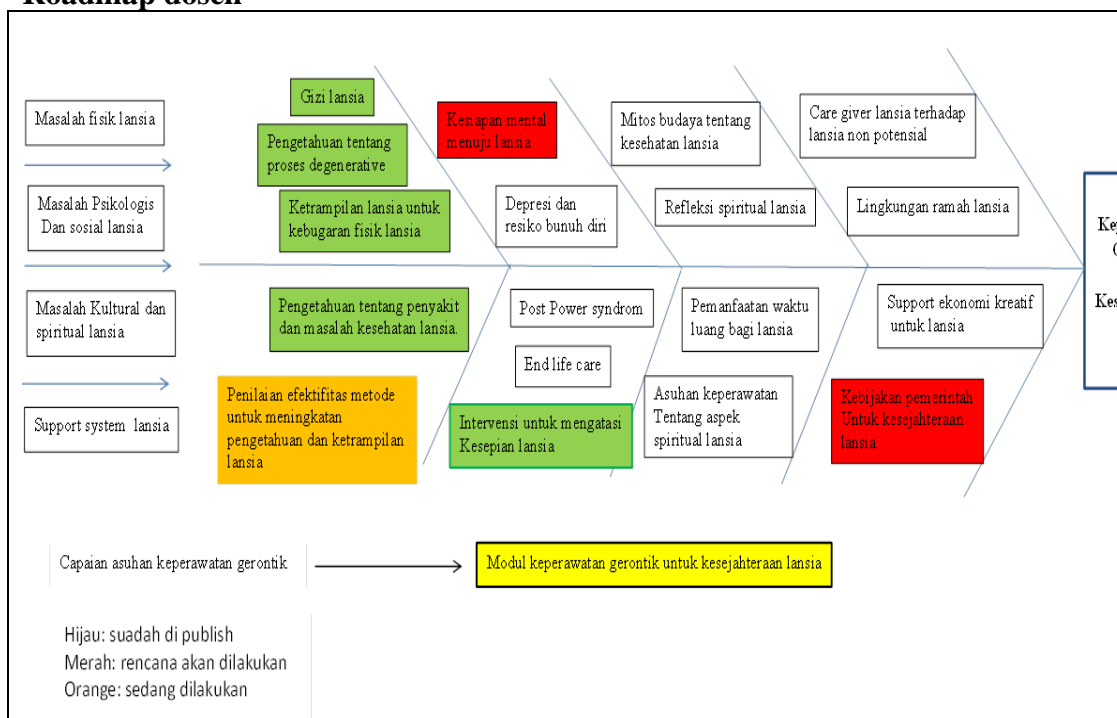 Roadmap dosen
Masalah fisik lansia
Masalah Psikologis
Dan sosial lansia
Masalah Kultural dan
spiritual lansia
Support system lansia
Gizi lansia
Pengetahuan tentang
proses degenerative
Ketrampilan lansia untuk
kebugaran fisik lansia
Kesiapan mental
menuju lansia
Depresi dan
resiko bunuh diri
Mitos budaya tentang
kesehatan lansia
Refleksi spiritual lansia
Care giver lansia terhadap
lansia non potensial
Lingkungan ramah lansia
Pengetahuan tentang penyakit
dan masalah kesehatan lansia.
Penilaian efektifitas metode
untuk meningkatan
pengetahuan dan ketrampilan
lansia
Post Power syndrom
End life care
Intervensi untuk mengatasi
Kesepian lansia
Pemanfaatan waktu
luang bagi lansia
Asuhan keperawatan
Tentang aspek
spiritual lansia
Support ekonomi kreatif
untuk lansia
Kebijakan pemerintah
Untuk kesejahteraan
lansia
Capaian asuhan keperawatan gerontik
Modul keperawatan gerontik untuk kesejahteraan lansia
Hijau: suadah di publish
Merah: rencana akan dilakukan
Orange: sedang dilakukan